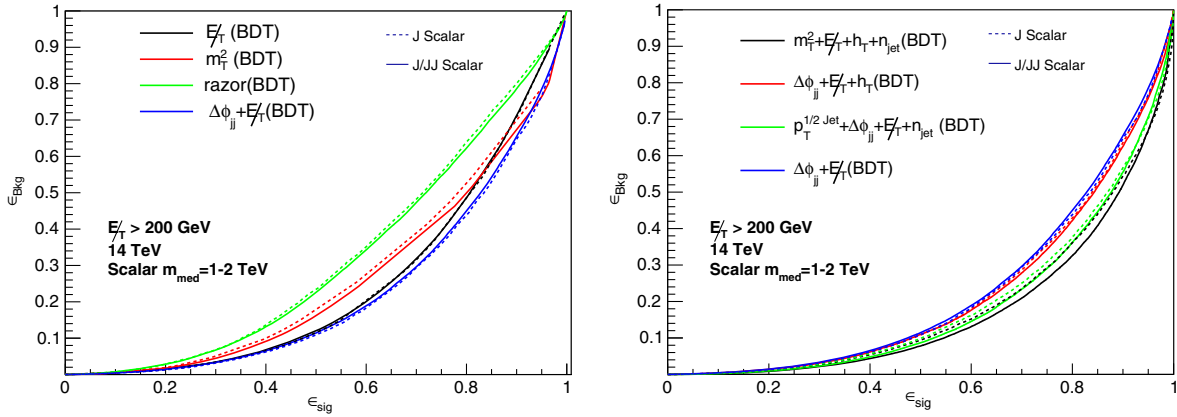 E̸_T (BDT)
m_T^2 (BDT)
razor(BDT)
Δϕ_jj+E̸_T(BDT)
J Scalar
J/JJ Scalar
E̸_T > 200 GeV
14 TeV
Scalar m_med=1-2 TeV
ϵ_Bkg
1
0.9
0.8
0.7
0.6
0.5
0.4
0.3
0.2
0.1
0 0.2 0.4 0.6 0.8 1
ϵ_sig
m_T^2+E̸_T+h_T+n_jet(BDT)
Δϕ_jj+E̸_T+h_T(BDT)
p_T^1/2 Jet+Δϕ_jj+E̸_T+n_jet (BDT)
Δϕ_jj+E̸_T(BDT)
J Scalar
J/JJ Scalar
E̸_T > 200 GeV
14 TeV
Scalar m_med=1-2 TeV
ϵ_Bkg
1
0.9
0.8
0.7
0.6
0.5
0.4
0.3
0.2
0.1
0 0.2 0.4 0.6 0.8 1
ϵ_sig